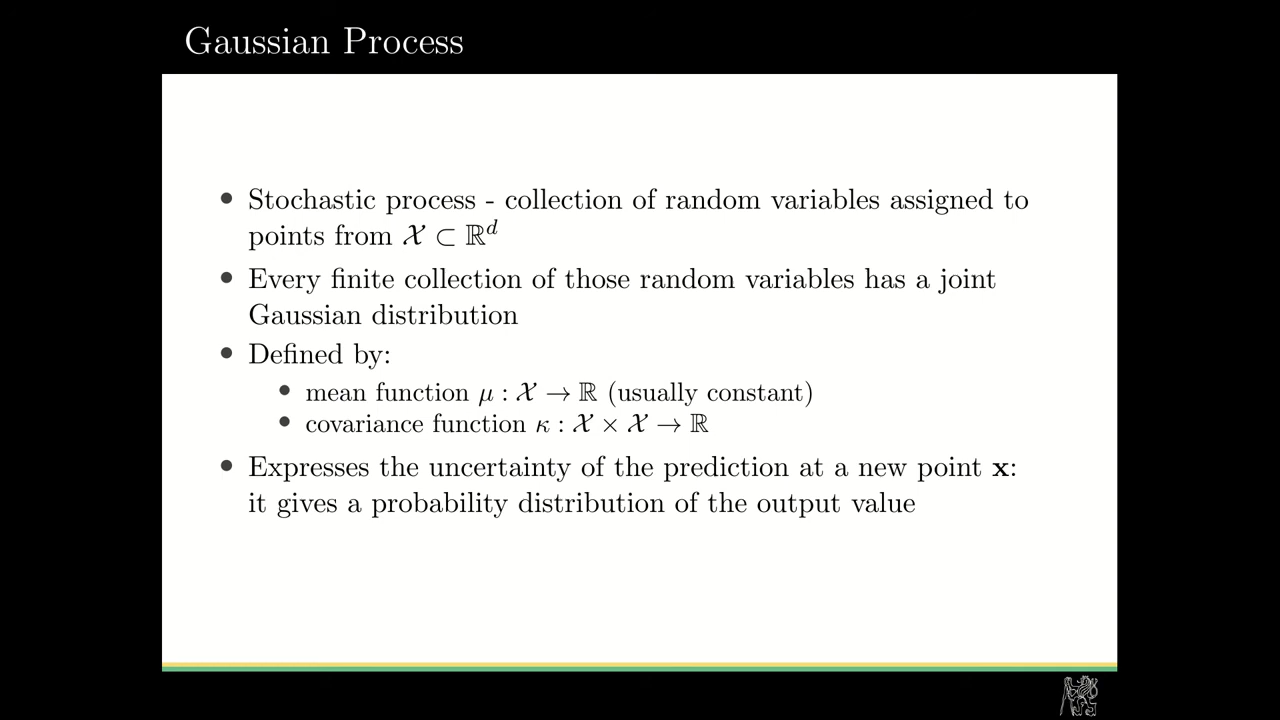 Gaussian Process
• Stochastic process - collection of random variables assigned to
points from 𝒳 ⊂ ℝᵈ
• Every finite collection of those random variables has a joint
Gaussian distribution
• Defined by:
• mean function μ : 𝒳 → ℝ (usually constant)
• covariance function κ : 𝒳 × 𝒳 → ℝ
• Expresses the uncertainty of the prediction at a new point 𝐱:
it gives a probability distribution of the output value